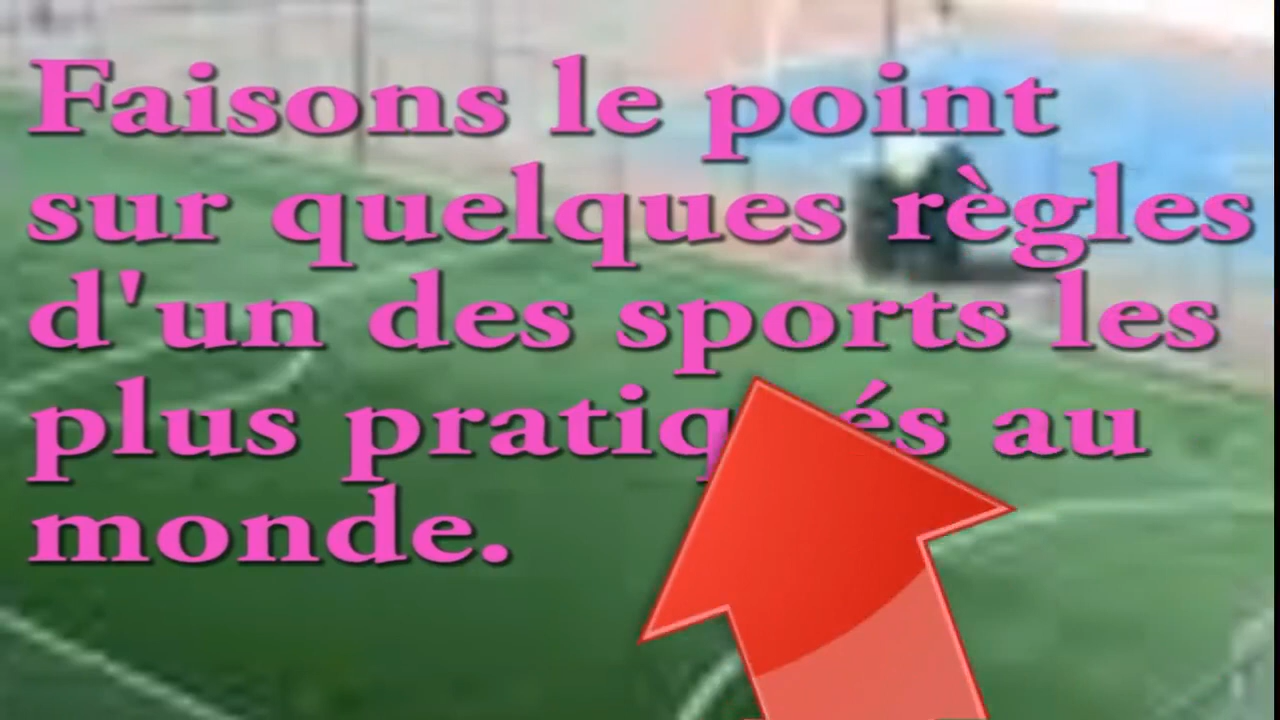 Faisons le point
sur quelques règles
d'un des sports les
plus pratiqués au
monde.